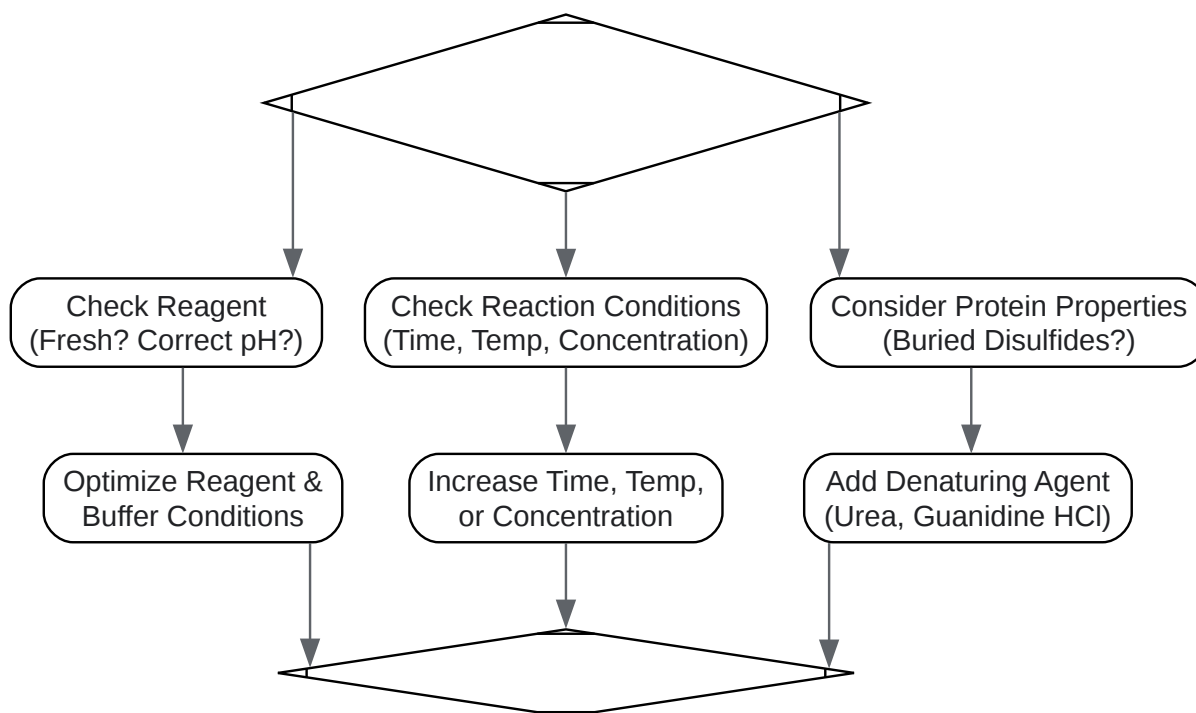 Check Reagent
(Fresh? Correct pH?)
Check Reaction Conditions
(Time, Temp, Concentration)
Consider Protein Properties
(Buried Disulfides?)
Optimize Reagent &
Buffer Conditions
Increase Time, Temp,
or Concentration
Add Denaturing Agent
(Urea, Guanidine HCl)